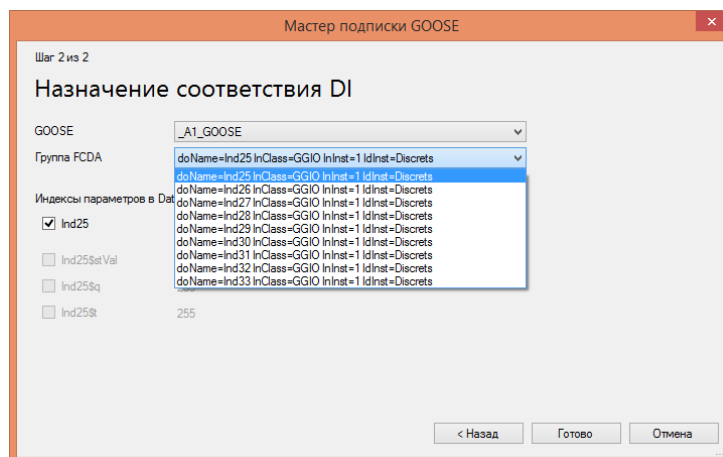 Мастер подписки GOOSE
Шаг 2 из 2
Назначение соответствия DI
GOOSE
_A1_GOOSE
Группа FCDA
doName=Ind25 lnClass=GGIO lnInst=1 ldInst=Discrets
doName=Ind25 lnClass=GGIO lnInst=1 ldInst=Discrets
doName=Ind26 lnClass=GGIO lnInst=1 ldInst=Discrets
doName=Ind27 lnClass=GGIO lnInst=1 ldInst=Discrets
doName=Ind28 lnClass=GGIO lnInst=1 ldInst=Discrets
doName=Ind29 lnClass=GGIO lnInst=1 ldInst=Discrets
doName=Ind30 lnClass=GGIO lnInst=1 ldInst=Discrets
doName=Ind31 lnClass=GGIO lnInst=1 ldInst=Discrets
doName=Ind32 lnClass=GGIO lnInst=1 ldInst=Discrets
doName=Ind33 lnClass=GGIO lnInst=1 ldInst=Discrets
Индексы параметров в Dat
Ind25
Ind25$stVal
Ind25$q
Ind25$t
255
< Назад
Готово
Отмена